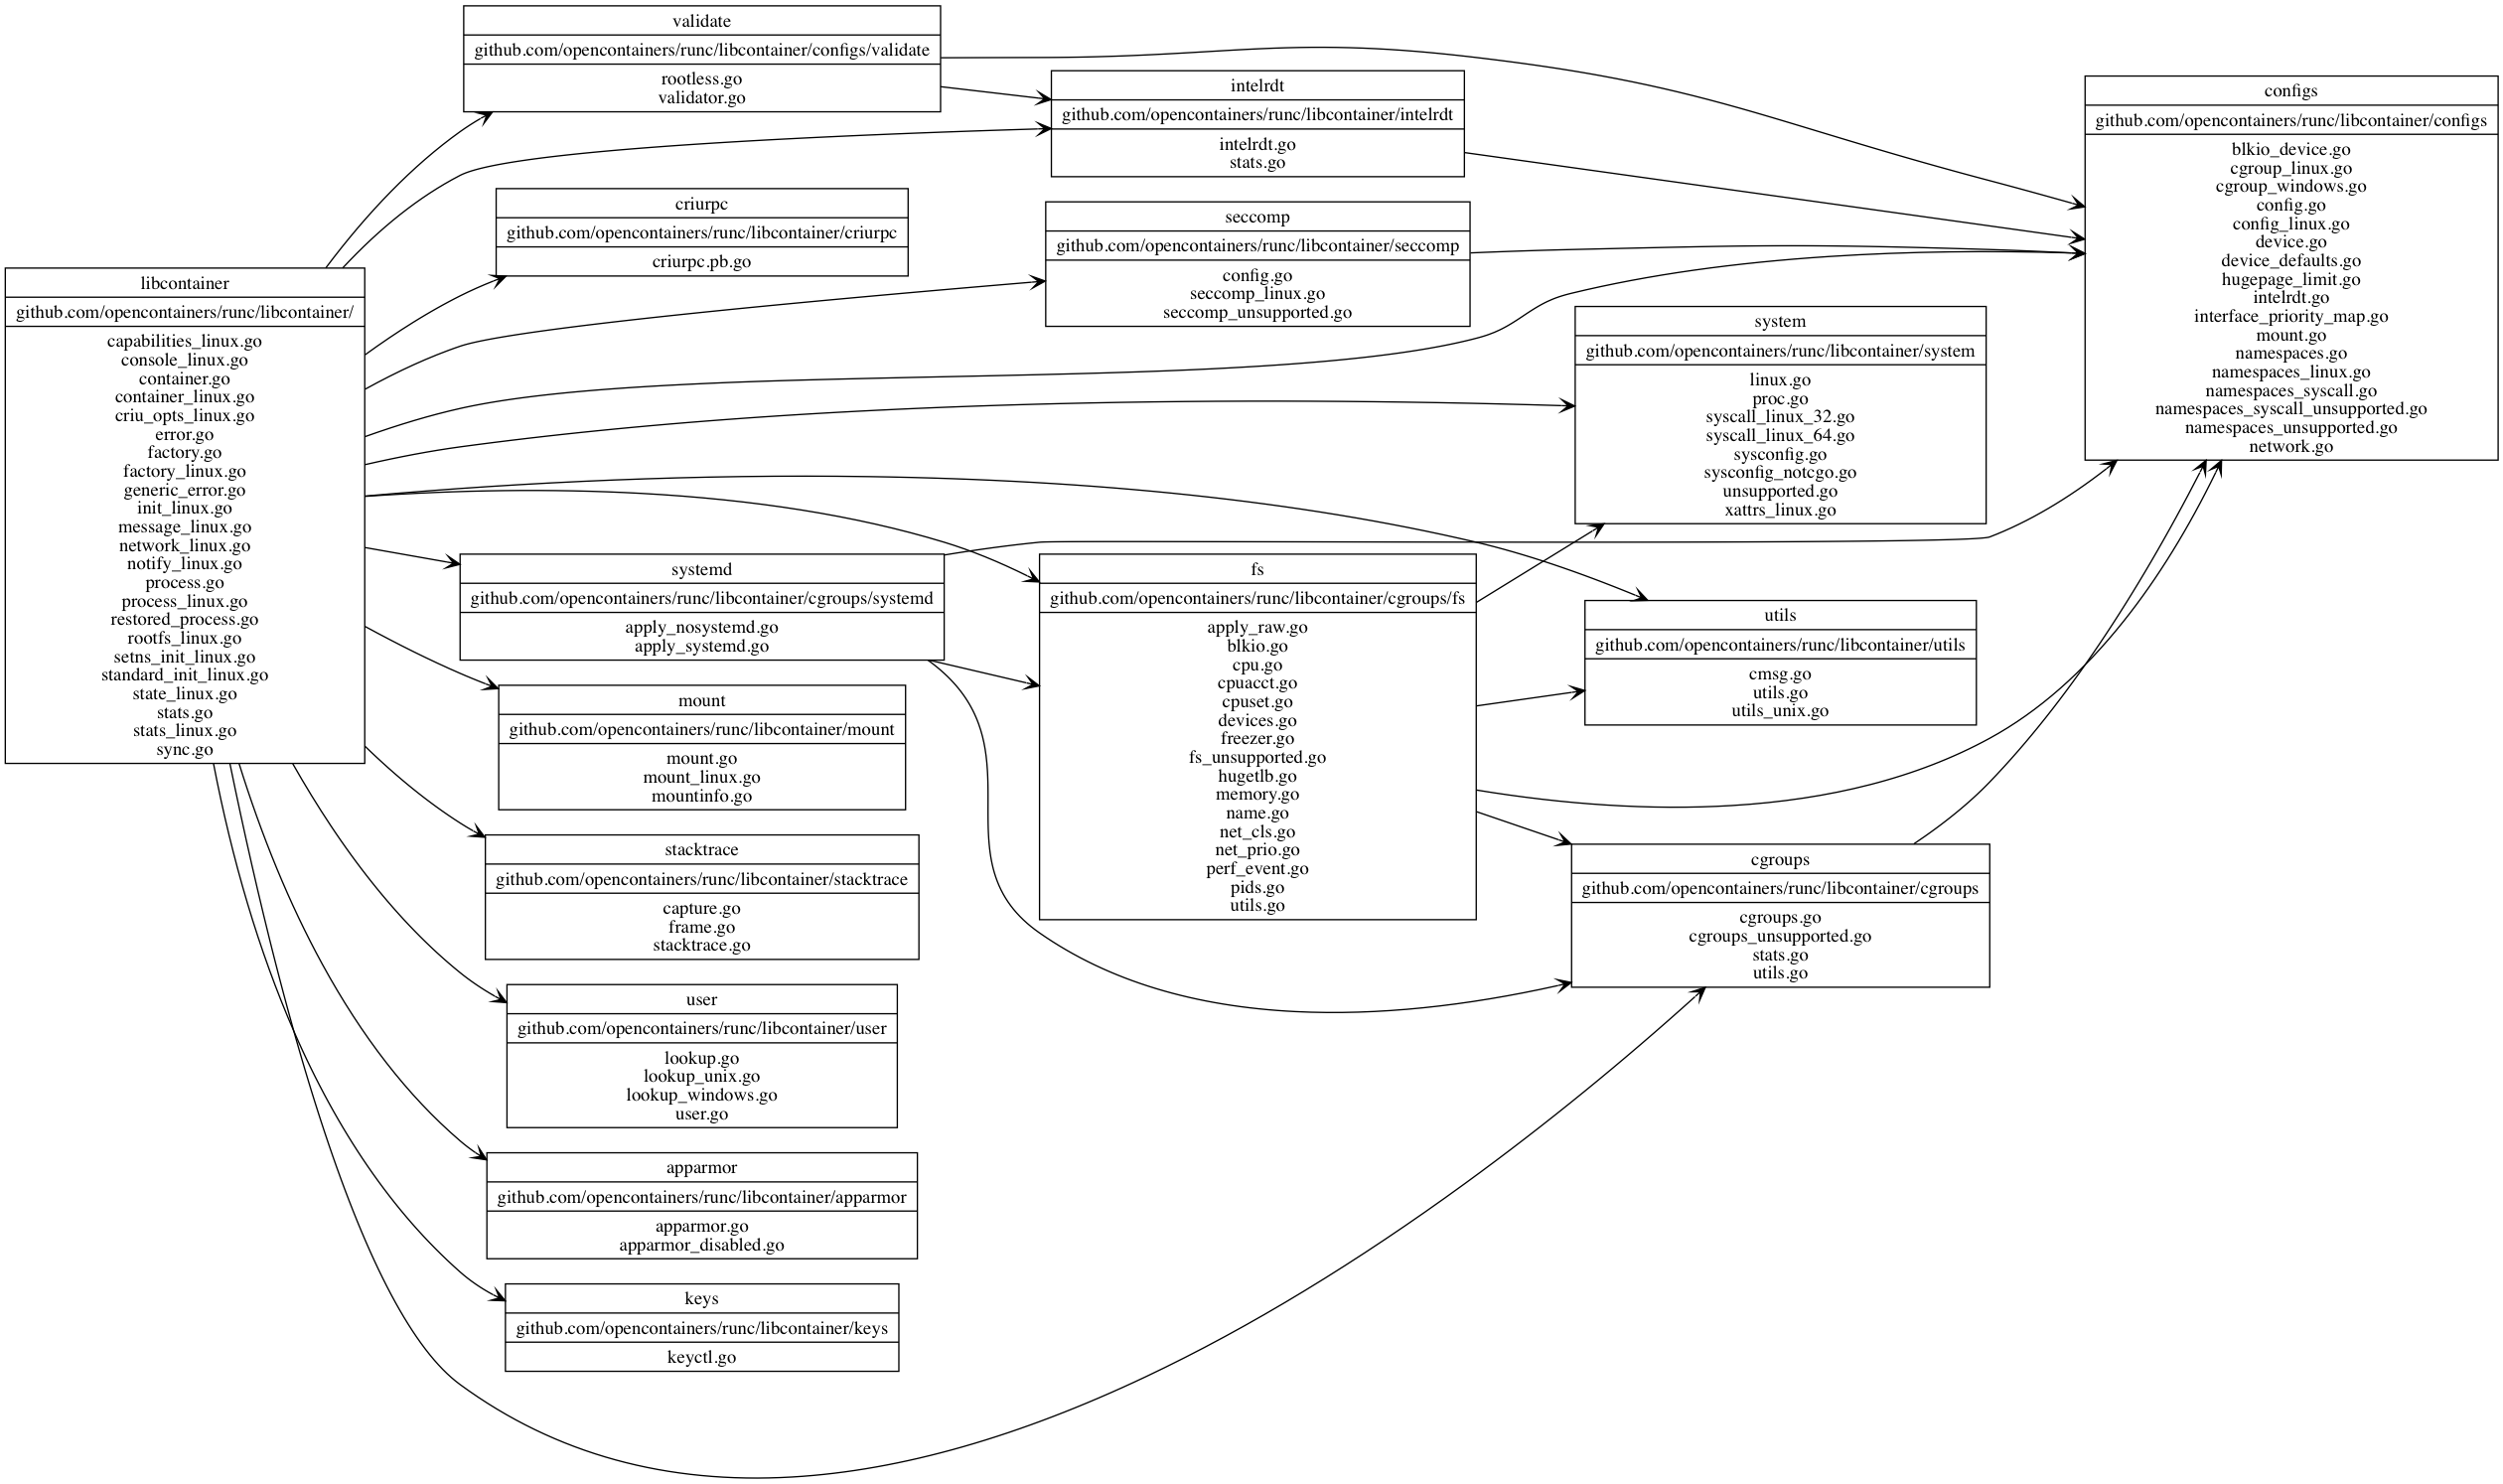 validate
github.com/opencontainers/runc/libcontainer/configs/validate
rootless.go
validator.go
intelrdt
github.com/opencontainers/runc/libcontainer/intelrdt
intelrdt.go
stats.go
configs
github.com/opencontainers/runc/libcontainer/configs
blkio_device.go
cgroup_linux.go
cgroup_windows.go
config.go
config_linux.go
device.go
device_defaults.go
hugepage_limit.go
intelrdt.go
interface_priority_map.go
mount.go
namespaces.go
namespaces_linux.go
namespaces_syscall.go
namespaces_syscall_unsupported.go
namespaces_unsupported.go
network.go
criurpc
github.com/opencontainers/runc/libcontainer/criurpc
criurpc.pb.go
seccomp
github.com/opencontainers/runc/libcontainer/seccomp
config.go
seccomp_linux.go
seccomp_unsupported.go
libcontainer
github.com/opencontainers/runc/libcontainer/
capabilities_linux.go
console_linux.go
container.go
container_linux.go
criu_opts_linux.go
error.go
factory.go
factory_linux.go
generic_error.go
init_linux.go
message_linux.go
network_linux.go
notify_linux.go
process.go
process_linux.go
restored_process.go
rootfs_linux.go
setns_init_linux.go
standard_init_linux.go
state_linux.go
stats.go
stats_linux.go
sync.go
system
github.com/opencontainers/runc/libcontainer/system
linux.go
proc.go
syscall_linux_32.go
syscall_linux_64.go
sysconfig.go
sysconfig_notcgo.go
unsupported.go
xattrs_linux.go
systemd
github.com/opencontainers/runc/libcontainer/cgroups/systemd
apply_nosystemd.go
apply_systemd.go
fs
github.com/opencontainers/runc/libcontainer/cgroups/fs
apply_raw.go
blkio.go
cpu.go
cpuacct.go
cpuset.go
devices.go
freezer.go
fs_unsupported.go
hugetlb.go
memory.go
name.go
net_cls.go
net_prio.go
perf_event.go
pids.go
utils.go
utils
github.com/opencontainers/runc/libcontainer/utils
cmsg.go
utils.go
utils_unix.go
mount
github.com/opencontainers/runc/libcontainer/mount
mount.go
mount_linux.go
mountinfo.go
stacktrace
github.com/opencontainers/runc/libcontainer/stacktrace
capture.go
frame.go
stacktrace.go
cgroups
github.com/opencontainers/runc/libcontainer/cgroups
cgroups.go
cgroups_unsupported.go
stats.go
utils.go
user
github.com/opencontainers/runc/libcontainer/user
lookup.go
lookup_unix.go
lookup_windows.go
user.go
apparmor
github.com/opencontainers/runc/libcontainer/apparmor
apparmor.go
apparmor_disabled.go
keys
github.com/opencontainers/runc/libcontainer/keys
keyctl.go